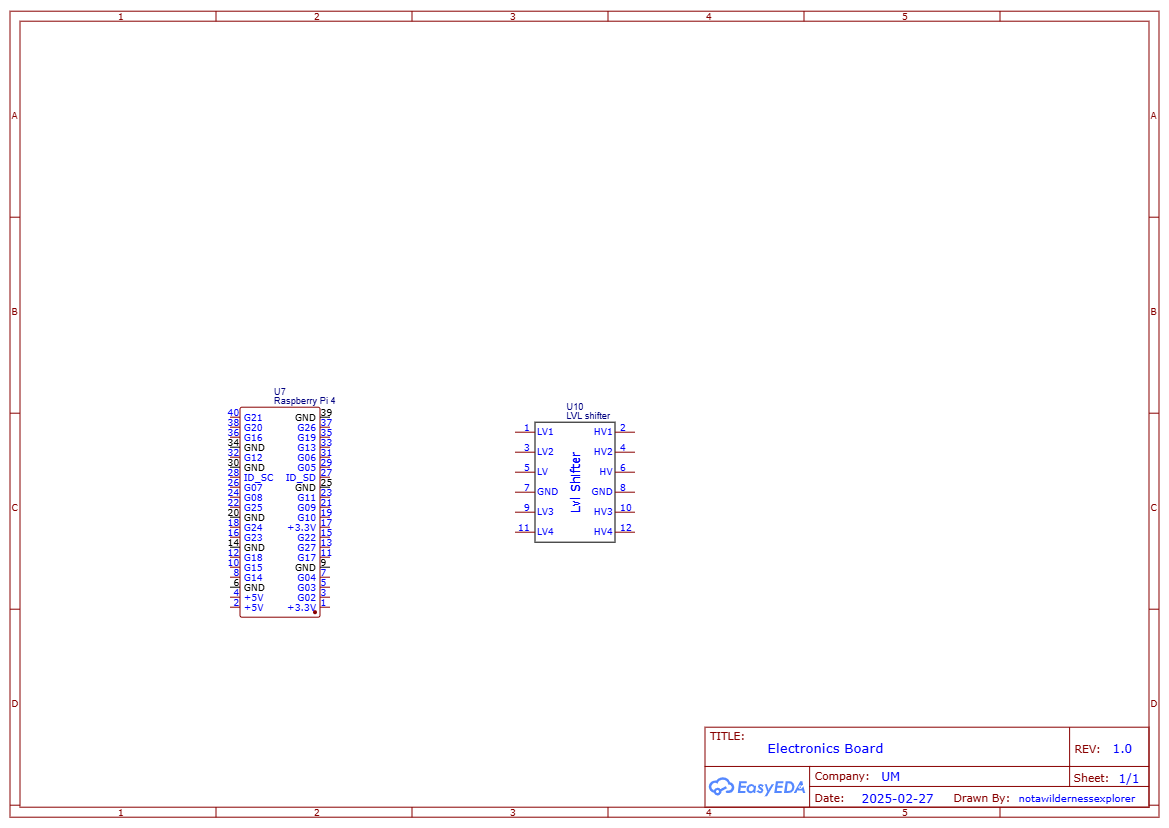 1 2 3 4 5
A A
B B
C C
D D
U7
Raspberry Pi 4
40 G21 GND 39
38 G20 G26 37
36 G16 G19 35
34 GND G13 33
32 G12 G06 31
30 GND G05 29
28 ID_SC ID_SD 27
26 G07 GND 25
24 G08 G11 23
22 G25 G09 21
20 GND G10 19
18 G24 +3.3V 17
16 G23 G22 15
14 GND G27 13
12 G18 G17 11
10 G15 GND 9
8 G14 G04 7
6 GND G03 5
4 +5V G02 3
2 +5V +3.3V 1
U10
LVL shifter
1 LV1 HV1 2
3 LV2 HV2 4
5 LV HV 6
7 GND GND 8
9 LV3 HV3 10
11 LV4 HV4 12
Lvl Shifter
TITLE:
Electronics Board
REV: 1.0
EasyEDA
Company: UM
Sheet: 1/1
Date: 2025-02-27 Drawn By: notawildernessexplorer
1 2 3 4 5